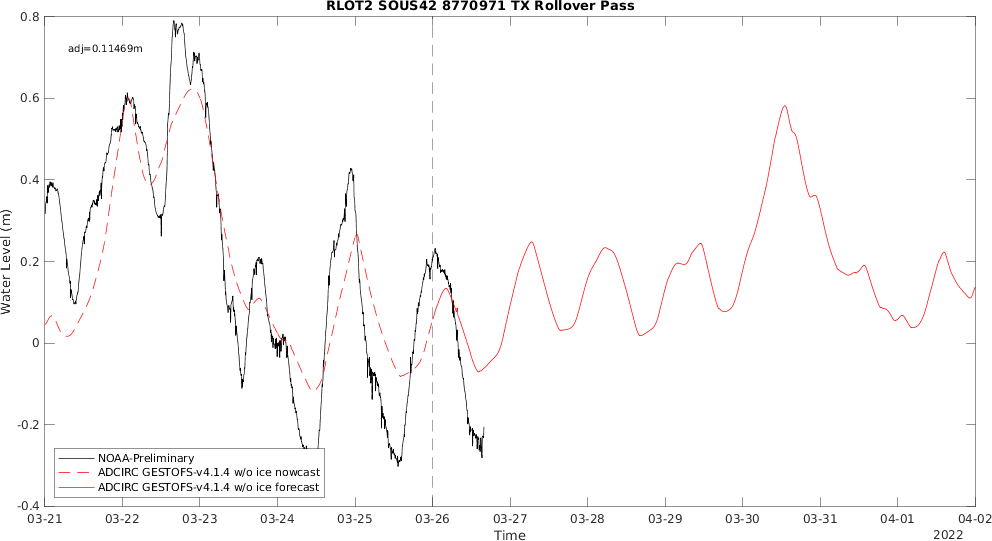 RLOT2 SOUS42 8770971 TX Rollover Pass
adj=0.11469m
0.8
0.6
0.4
0.2
0
-0.2
-0.4
Water Level (m)
NOAA-Preliminary
ADCIRC GESTOFS-v4.1.4 w/o ice nowcast
ADCIRC GESTOFS-v4.1.4 w/o ice forecast
03-21 03-22 03-23 03-24 03-25 03-26 03-27 03-28 03-29 03-30 03-31 04-01 04-02
Time
2022